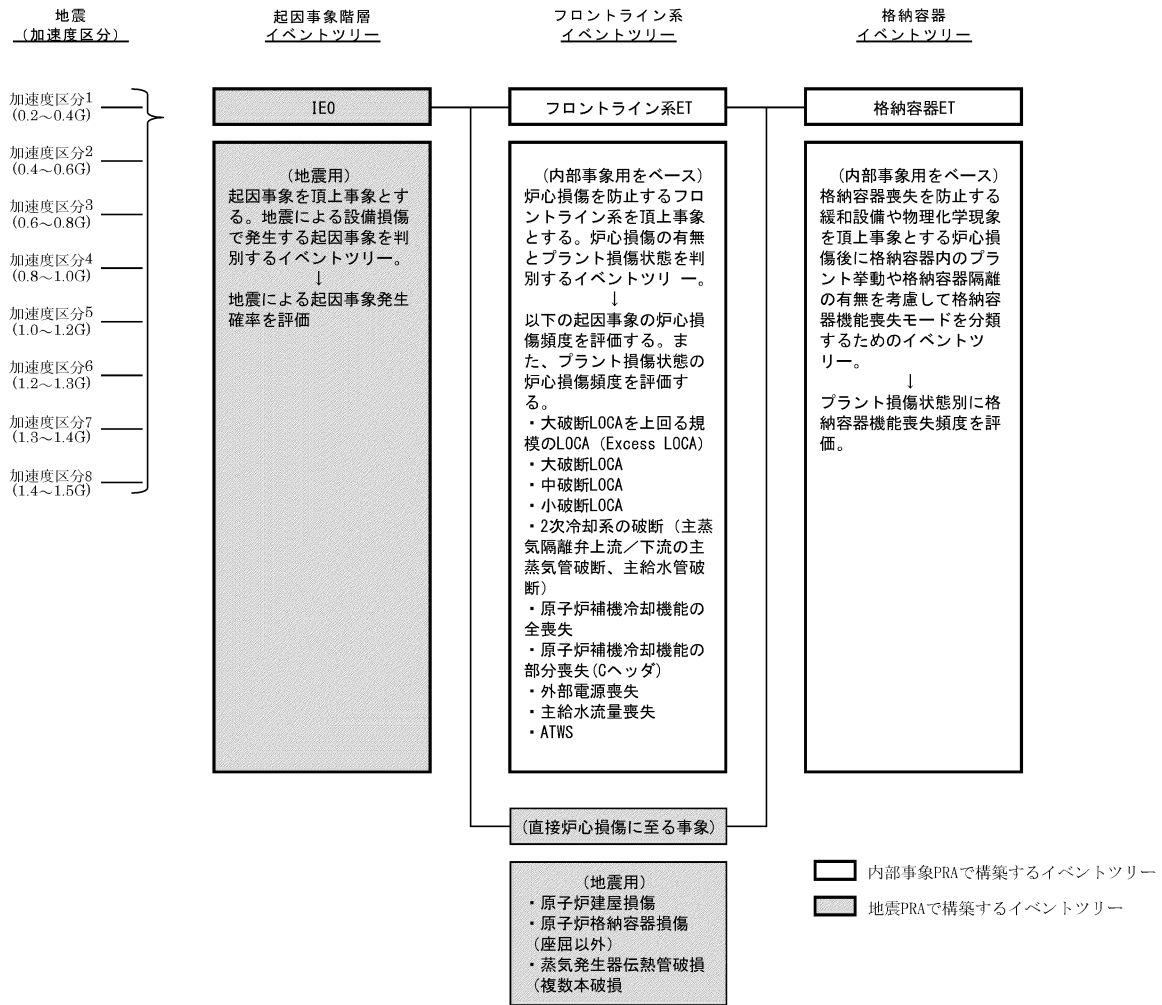 地震
（加速度区分）
起因事象階層
イベントツリー
フロントライン系
イベントツリー
格納容器
イベントツリー
加速度区分1
(0.2～0.4G)
加速度区分2
(0.4～0.6G)
加速度区分3
(0.6～0.8G)
加速度区分4
(0.8～1.0G)
加速度区分5
(1.0～1.2G)
加速度区分6
(1.2～1.3G)
加速度区分7
(1.3～1.4G)
加速度区分8
(1.4～1.5G)
IE0
（地震用）
起因事象を頂上事象とす
る。地震による設備損傷
で発生する起因事象を判
別するイベントツリー。
↓
地震による起因事象発生
確率を評価
フロントライン系ET
（内部事象用をベース）
炉心損傷を防止するフロ
ントライン系を頂上事象
とする。炉心損傷の有無
とプラント損傷状態を判
別するイベントツリ ー。
↓
以下の起因事象の炉心損
傷頻度を評価する。ま
た、プラント損傷状態の
炉心損傷頻度を評価す
る。
・大破断LOCAを上回る規
模のLOCA（Excess LOCA）
・大破断LOCA
・中破断LOCA
・小破断LOCA
・2次冷却系の破断（主蒸
気隔離弁上流／下流の主
蒸気管破断、主給水管破
断）
・原子炉補機冷却機能の
全喪失
・原子炉補機冷却機能の
部分喪失(Cヘッダ)
・外部電源喪失
・主給水流量喪失
・ATWS
格納容器ET
（内部事象用をベース）
格納容器喪失を防止する
緩和設備や物理化学現象
を頂上事象とする炉心損
傷後に格納容器内のプラ
ント挙動や格納容器隔離
の有無を考慮して格納容
器機能喪失モードを分類
するためのイベントツ
リー。
↓
プラント損傷状態別に格
納容器機能喪失頻度を評
価。
（直接炉心損傷に至る事象）
（地震用）
・原子炉建屋損傷
・原子炉格納容器損傷
（座屈以外）
・蒸気発生器伝熱管破損
（複数本破損
内部事象PRAで構築するイベントツリー
地震PRAで構築するイベントツリー